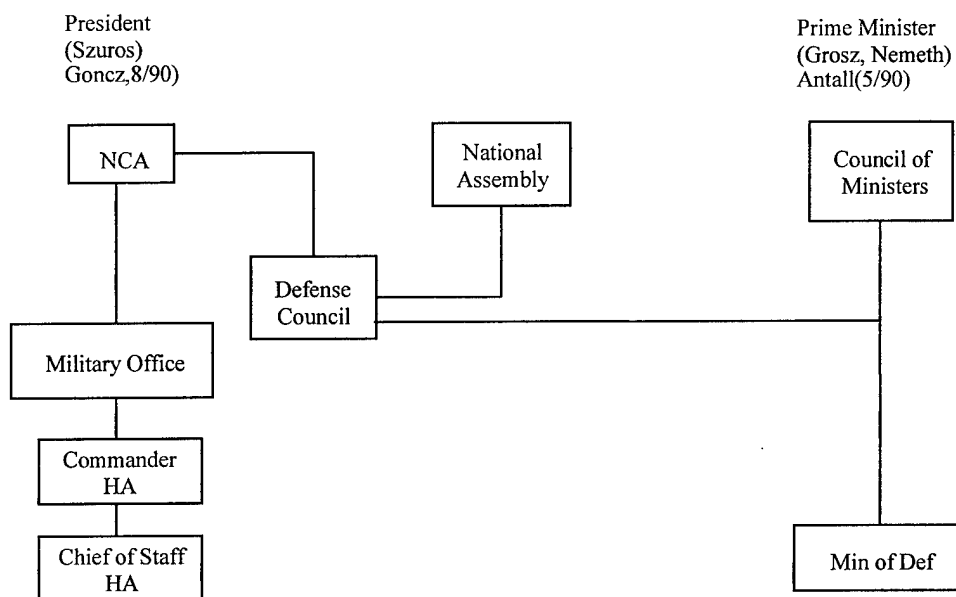 President
(Szuros)
Goncz,8/90)
Prime Minister
(Grosz, Nemeth)
Antall(5/90)
NCA
National
Assembly
Council of
Ministers
Defense
Council
Military Office
Commander
HA
Chief of Staff
HA
Min of Def